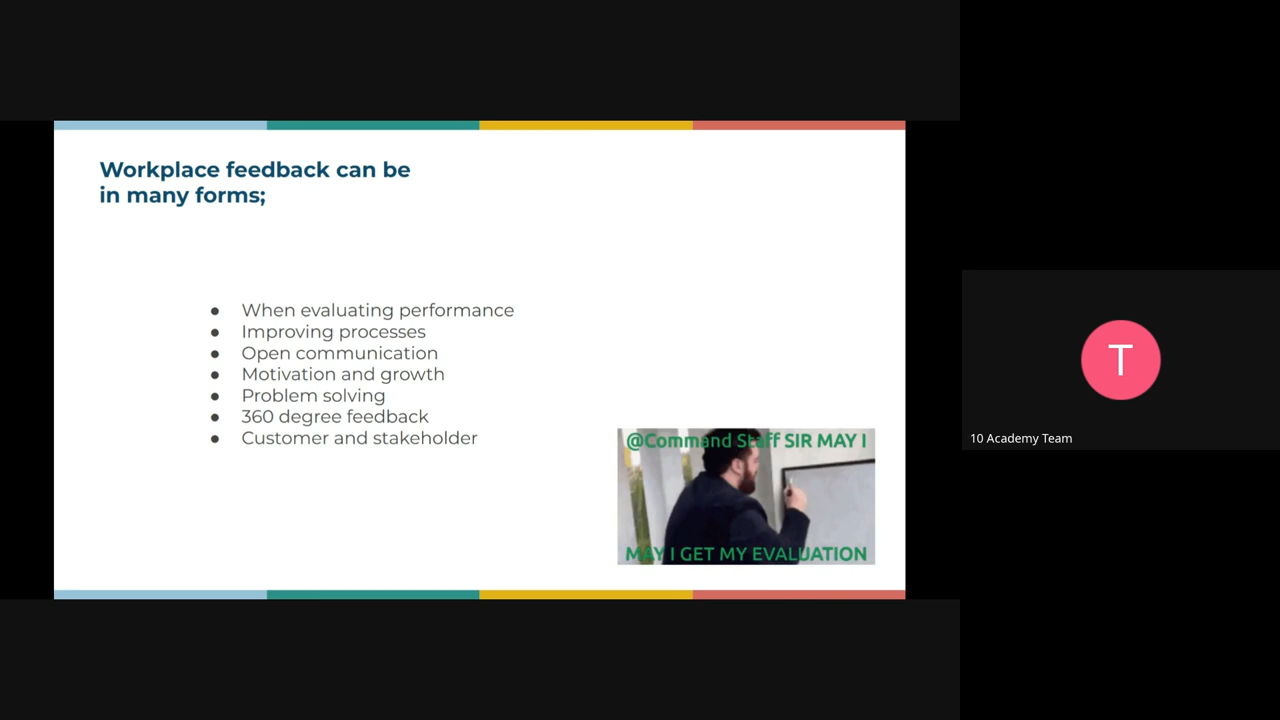 Workplace feedback can be
in many forms;
● When evaluating performance
● Improving processes
● Open communication
● Motivation and growth
● Problem solving
● 360 degree feedback
● Customer and stakeholder
@Command Staff SIR MAY I
MAY I GET MY EVALUATION
T
10 Academy Team